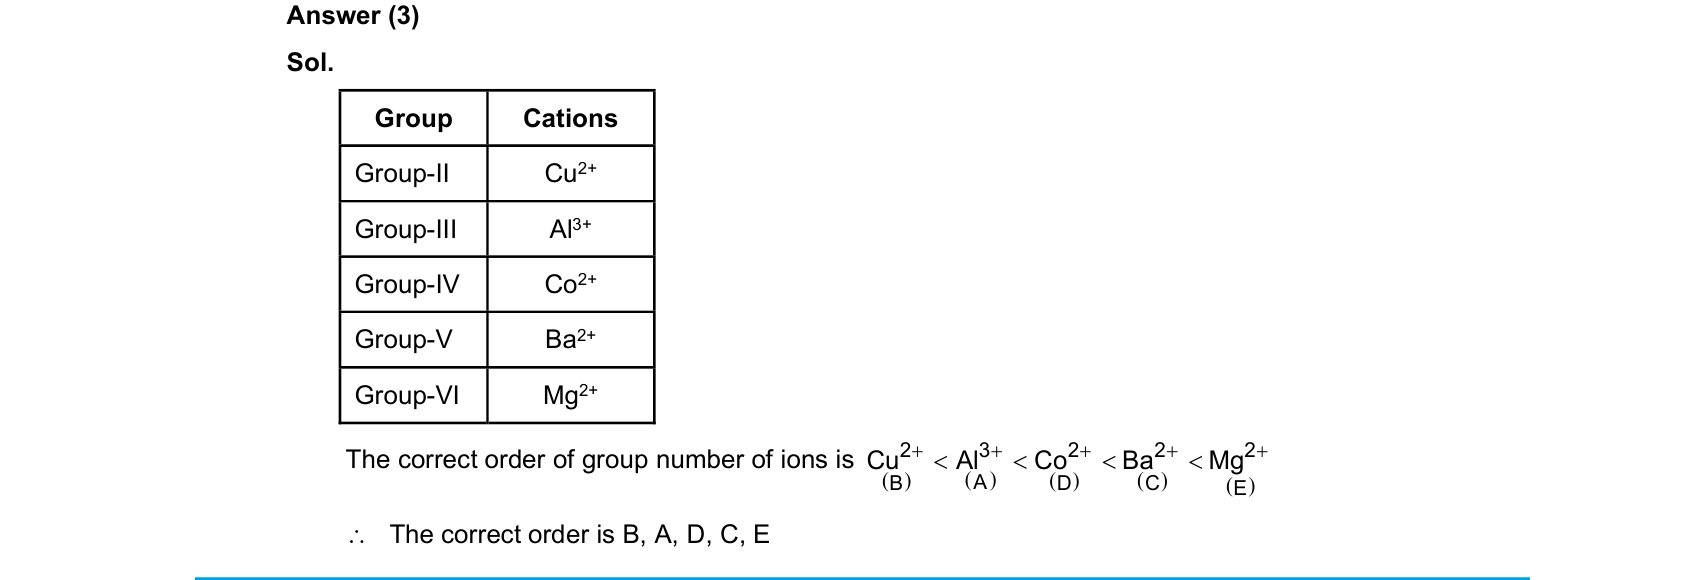 Answer (3)
Sol.
Group Cations
Group-II Cu2+
Group-III Al3+
Group-IV Co2+
Group-V Ba2+
Group-VI Mg2+
The correct order of group number of ions is Cu2+ < Al3+ < Co2+ < Ba2+ < Mg2+
(B) (A) (D) (C) (E)
∴ The correct order is B, A, D, C, E